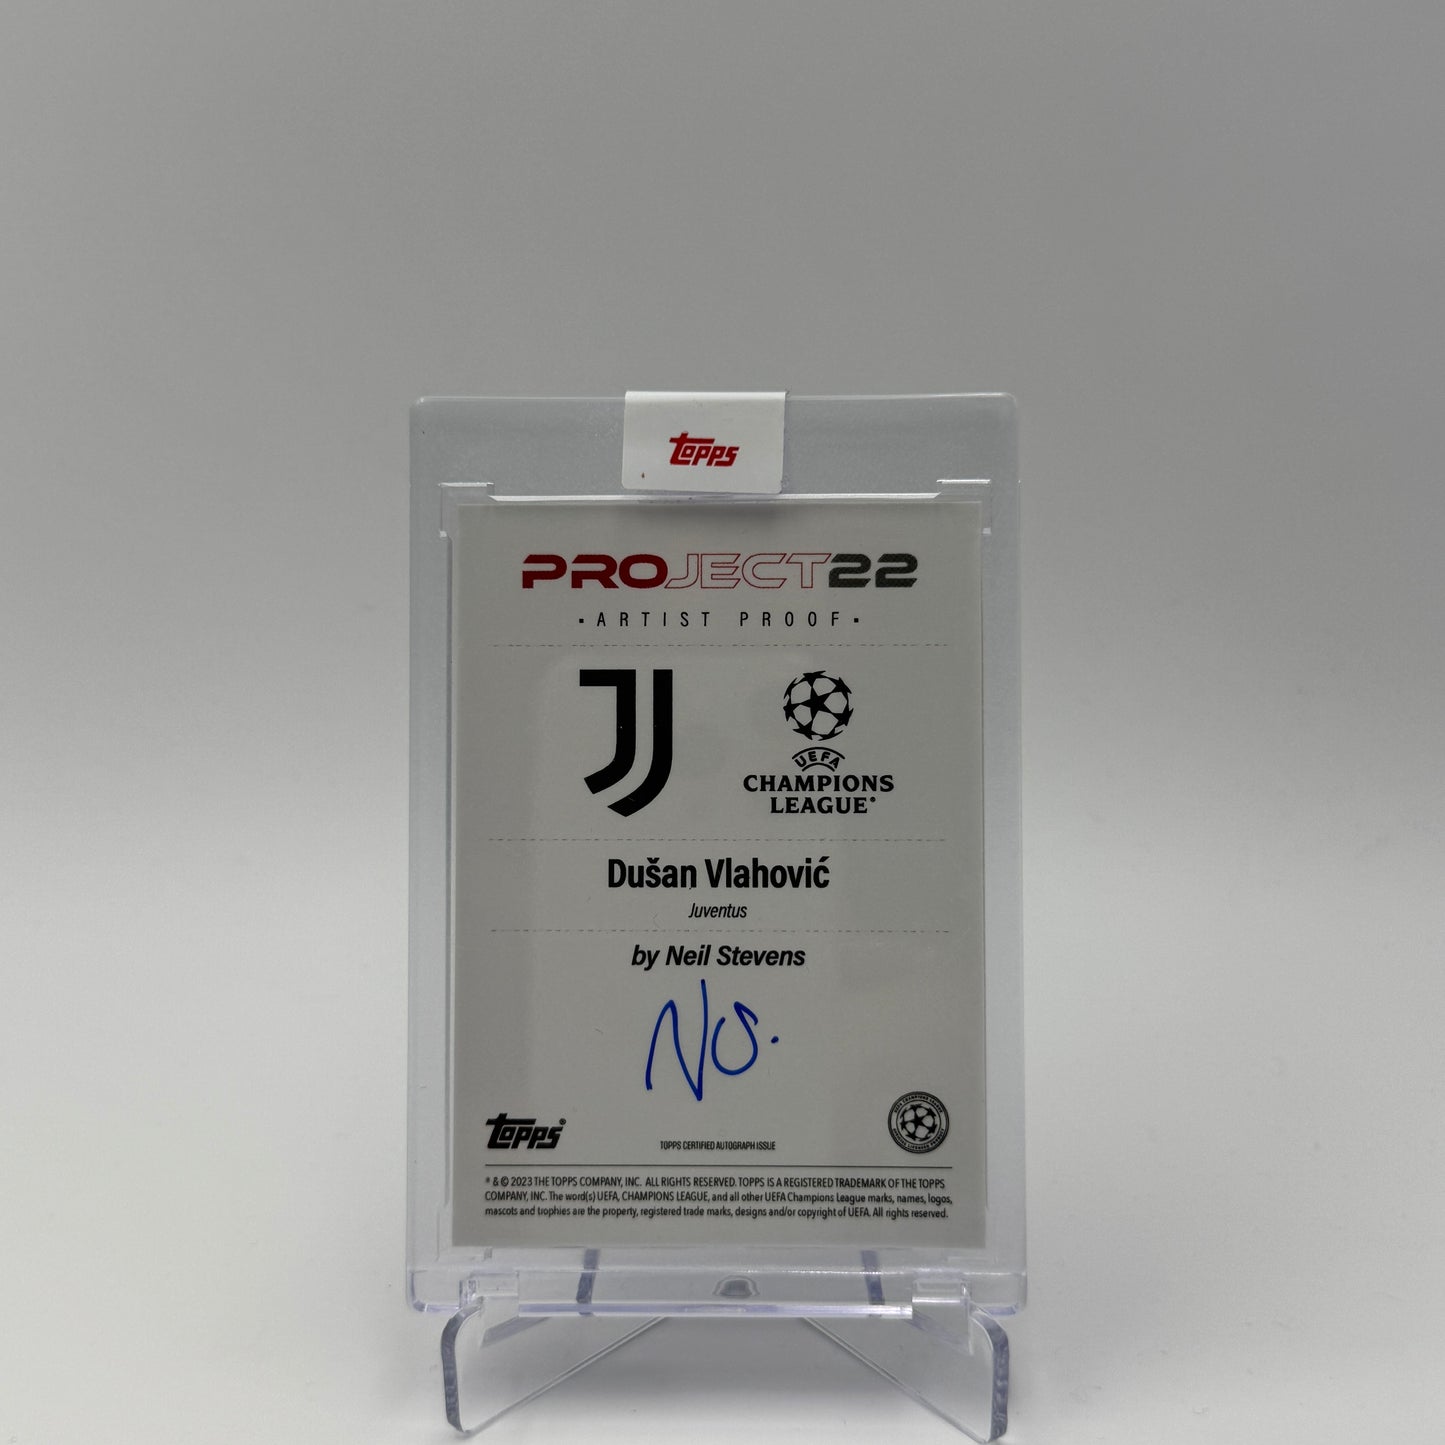 topps
PROJECT22
·ARTIST PROOF·
UEFA
CHAMPIONS
LEAGUE®
Dušan Vlahović
Juventus
by Neil Stevens
NS.
topps®
TOPPS CERTIFIED AUTOGRAPH ISSUE
® & © 2023 THE TOPPS COMPANY, INC. ALL RIGHTS RESERVED. TOPPS IS A REGISTERED TRADEMARK OF THE TOPPS
COMPANY, INC. The word(s) UEFA, CHAMPIONS LEAGUE, and all other UEFA Champions League marks, names, logos,
mascots and trophies are the property, registered trade marks, designs and/or copyright of UEFA. All rights reserved.